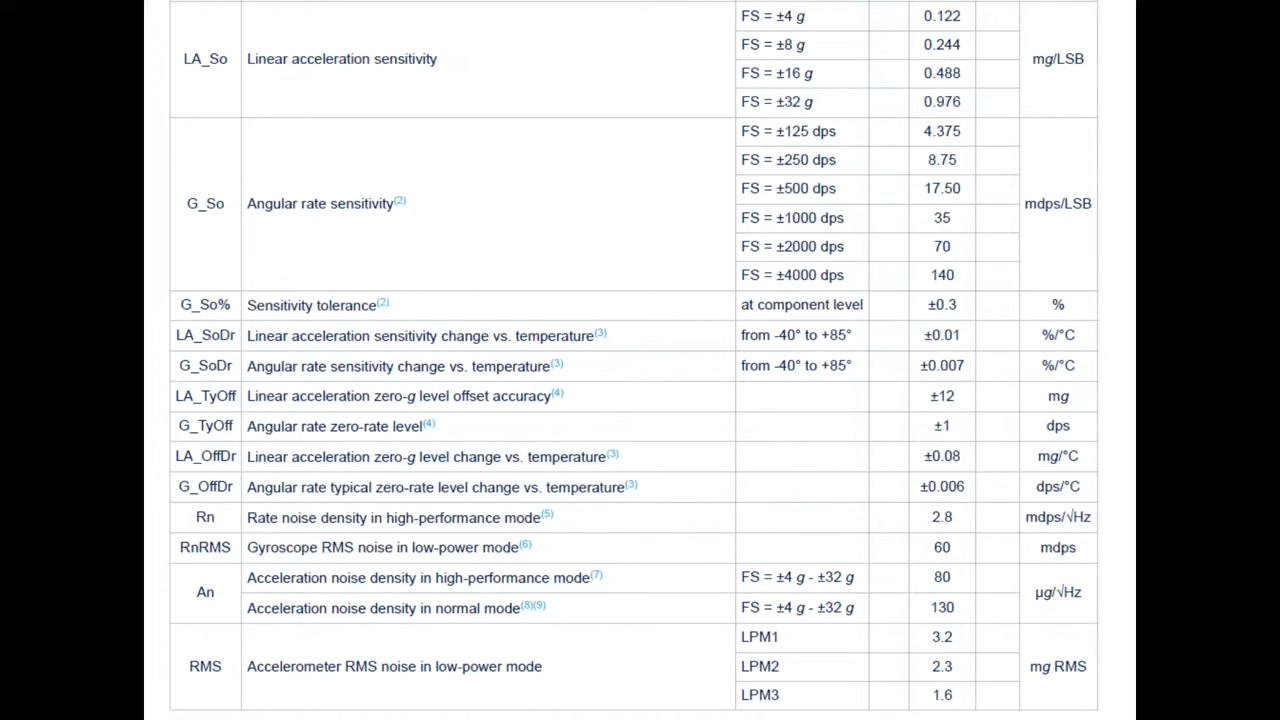 FS = ±4 g 0.122
LA_So Linear acceleration sensitivity FS = ±8 g 0.244 mg/LSB
FS = ±16 g 0.488
FS = ±32 g 0.976
FS = ±125 dps 4.375
FS = ±250 dps 8.75
G_So Angular rate sensitivity(2) FS = ±500 dps 17.50 mdps/LSB
FS = ±1000 dps 35
FS = ±2000 dps 70
FS = ±4000 dps 140
G_So% Sensitivity tolerance(2) at component level ±0.3 %
LA_SoDr Linear acceleration sensitivity change vs. temperature(3) from -40° to +85° ±0.01 %/°C
G_SoDr Angular rate sensitivity change vs. temperature(3) from -40° to +85° ±0.007 %/°C
LA_TyOff Linear acceleration zero-g level offset accuracy(4) ±12 mg
G_TyOff Angular rate zero-rate level(4) ±1 dps
LA_OffDr Linear acceleration zero-g level change vs. temperature(3) ±0.08 mg/°C
G_OffDr Angular rate typical zero-rate level change vs. temperature(3) ±0.006 dps/°C
Rn Rate noise density in high-performance mode(5) 2.8 mdps/√Hz
RnRMS Gyroscope RMS noise in low-power mode(6) 60 mdps
An Acceleration noise density in high-performance mode(7) FS = ±4 g - ±32 g 80 µg/√Hz
Acceleration noise density in normal mode(8)(9) FS = ±4 g - ±32 g 130
LPM1 3.2
RMS Accelerometer RMS noise in low-power mode LPM2 2.3 mg RMS
LPM3 1.6